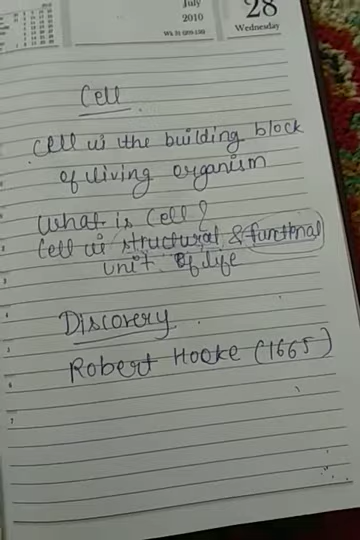 July
2010
28
Wednesday
Cell
Cell is the building block
of living organism
What is Cell?
Cell is structural & functional
unit of life
Discovery
Robert Hooke (1665)